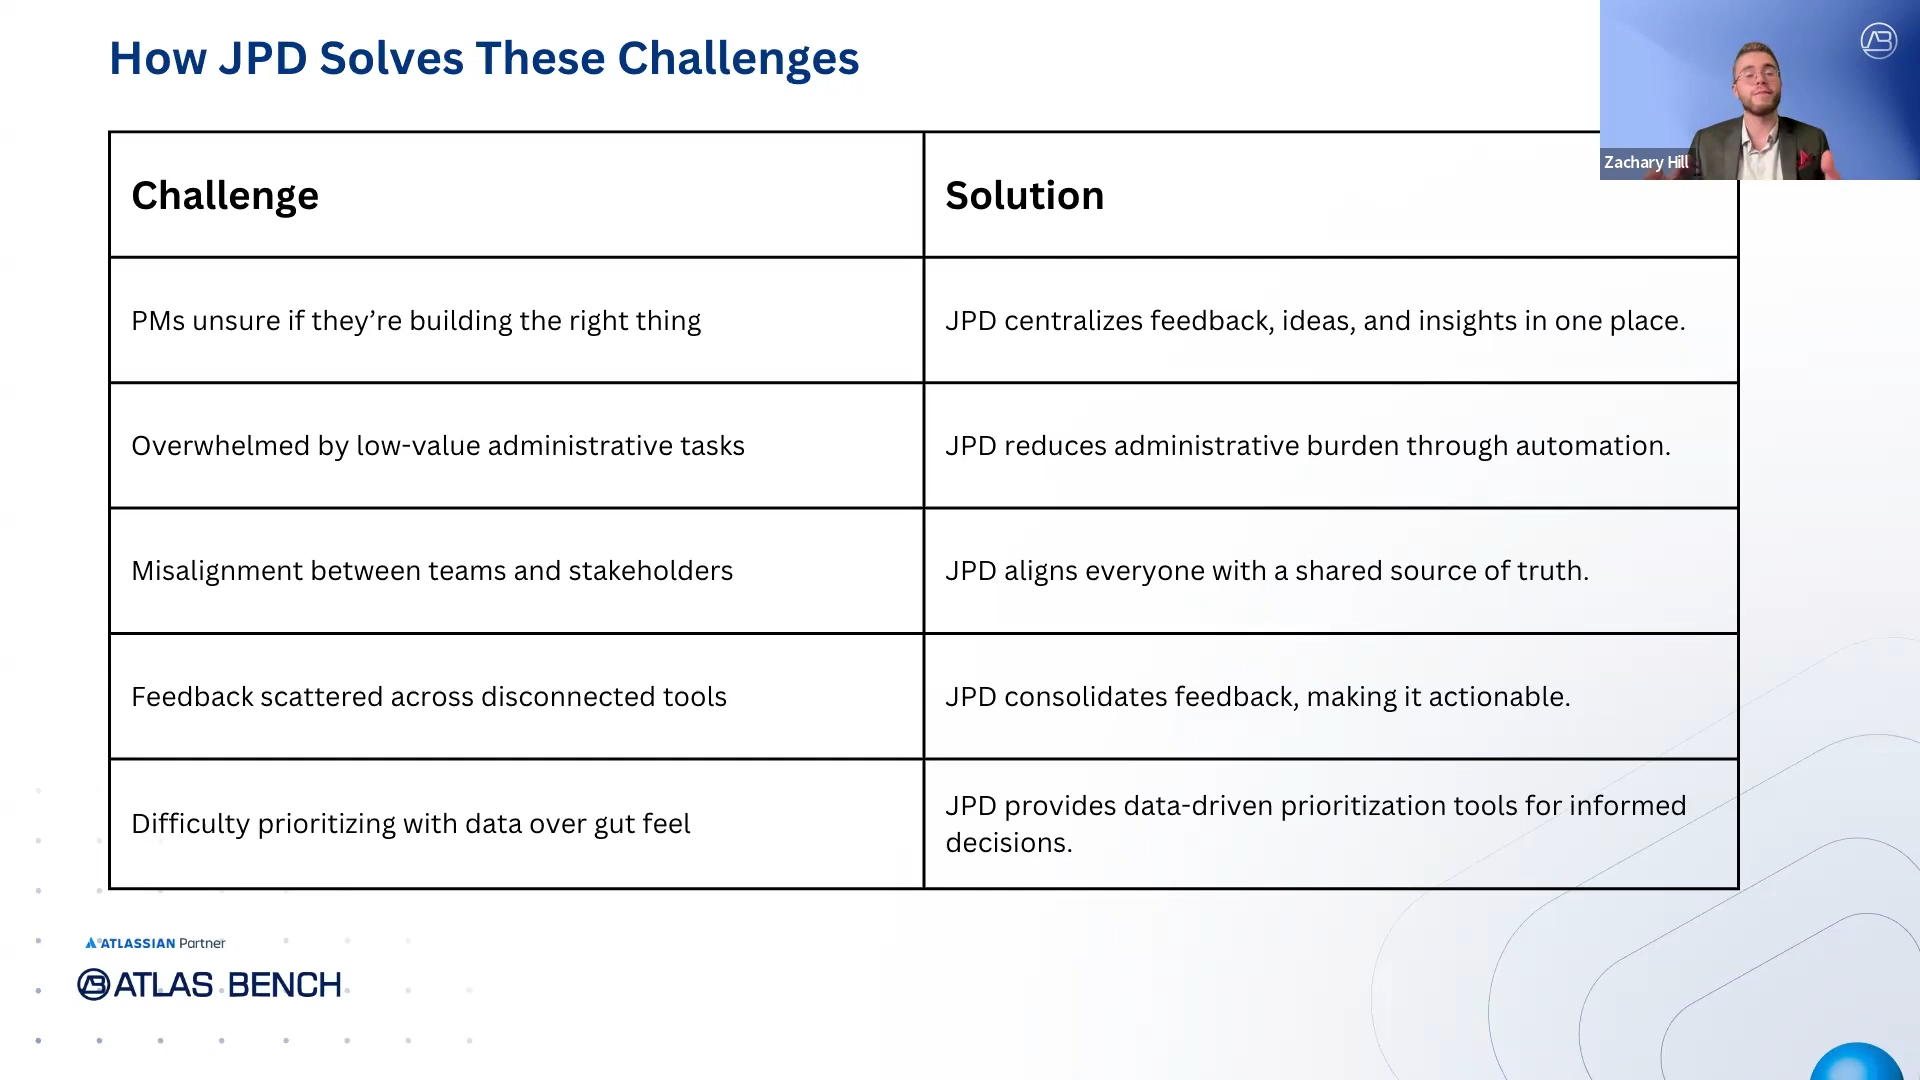 How JPD Solves These Challenges
Zachary Hill
Challenge
Solution
PMs unsure if they’re building the right thing
JPD centralizes feedback, ideas, and insights in one place.
Overwhelmed by low-value administrative tasks
JPD reduces administrative burden through automation.
Misalignment between teams and stakeholders
JPD aligns everyone with a shared source of truth.
Feedback scattered across disconnected tools
JPD consolidates feedback, making it actionable.
Difficulty prioritizing with data over gut feel
JPD provides data-driven prioritization tools for informed
decisions.
ATLASSIAN Partner
ATLAS BENCH